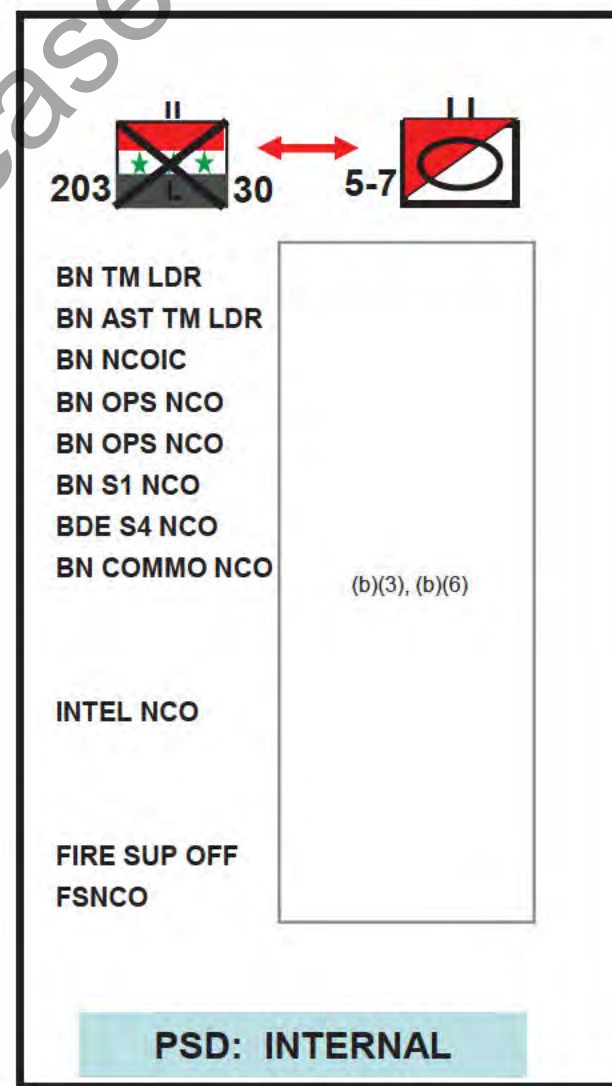 ase
II
II
203
L
30
5-7
BN TM LDR
BN AST TM LDR
BN NCOIC
BN OPS NCO
BN OPS NCO
BN S1 NCO
BDE S4 NCO
BN COMMO NCO
(b)(3), (b)(6)
INTEL NCO
FIRE SUP OFF
FSNCO
PSD: INTERNAL